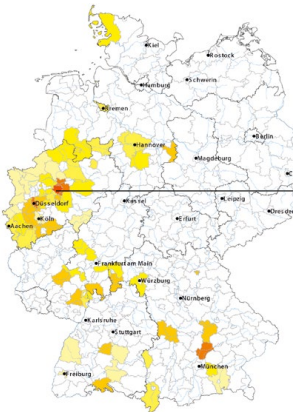 Kiel
Rostock
Hamburg
Schwerin
Bremen
Berlin
Hannover
Magdeburg
Düsseldorf
Kassel
Leipzig
Köln
Erfurt
Dresden
Aachen
Frankfurt am Main
Würzburg
Nürnberg
Karlsruhe
Stuttgart
München
Freiburg